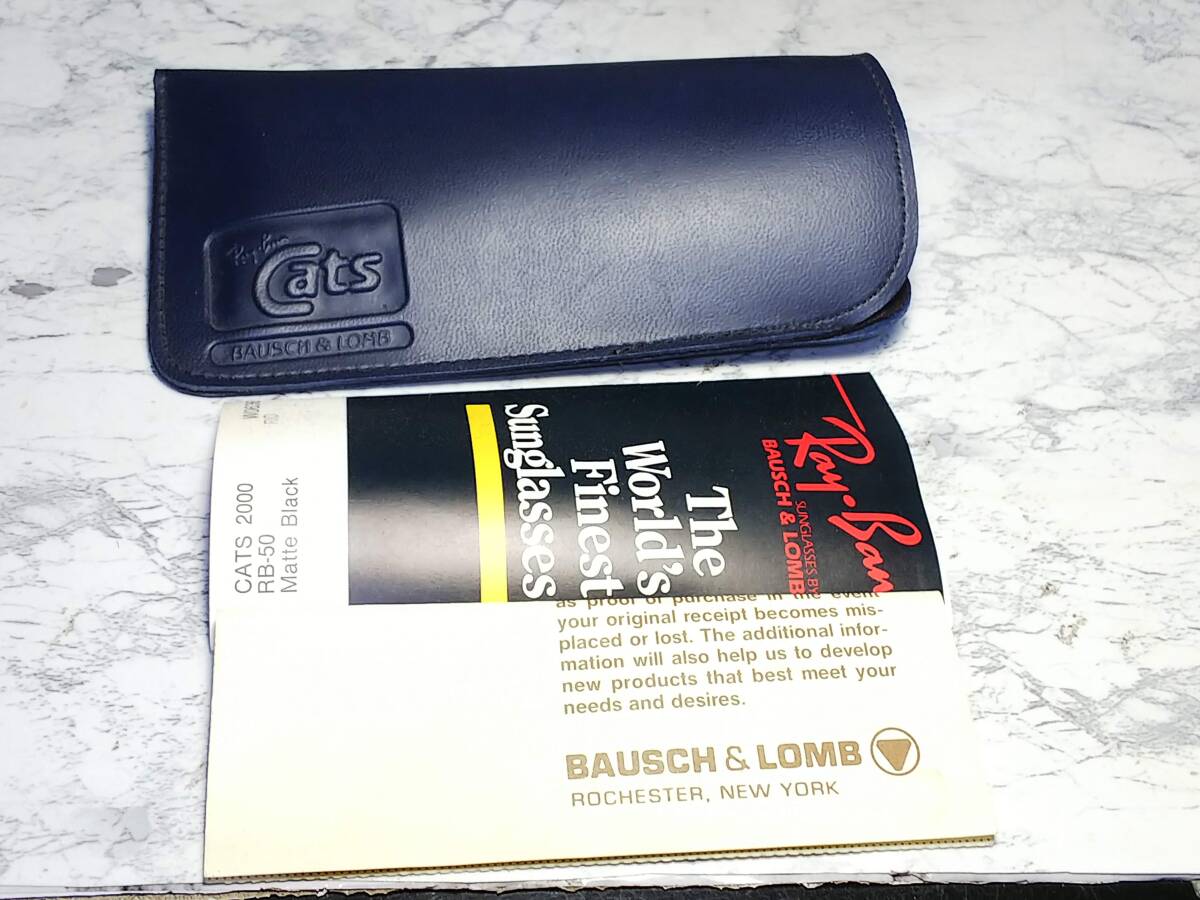 Ray-Ban
Cats
BAUSCH & LOMB
CATS 2000
RB-50
Matte Black
The
World's
Finest
Sunglasses
Ray·Ban
SUNGLASSES BY
BAUSCH & LOMB
as proof of purchase in the event
your original receipt becomes mis-
placed or lost. The additional infor-
mation will also help us to develop
new products that best meet your
needs and desires.
BAUSCH & LOMB
ROCHESTER, NEW YORK